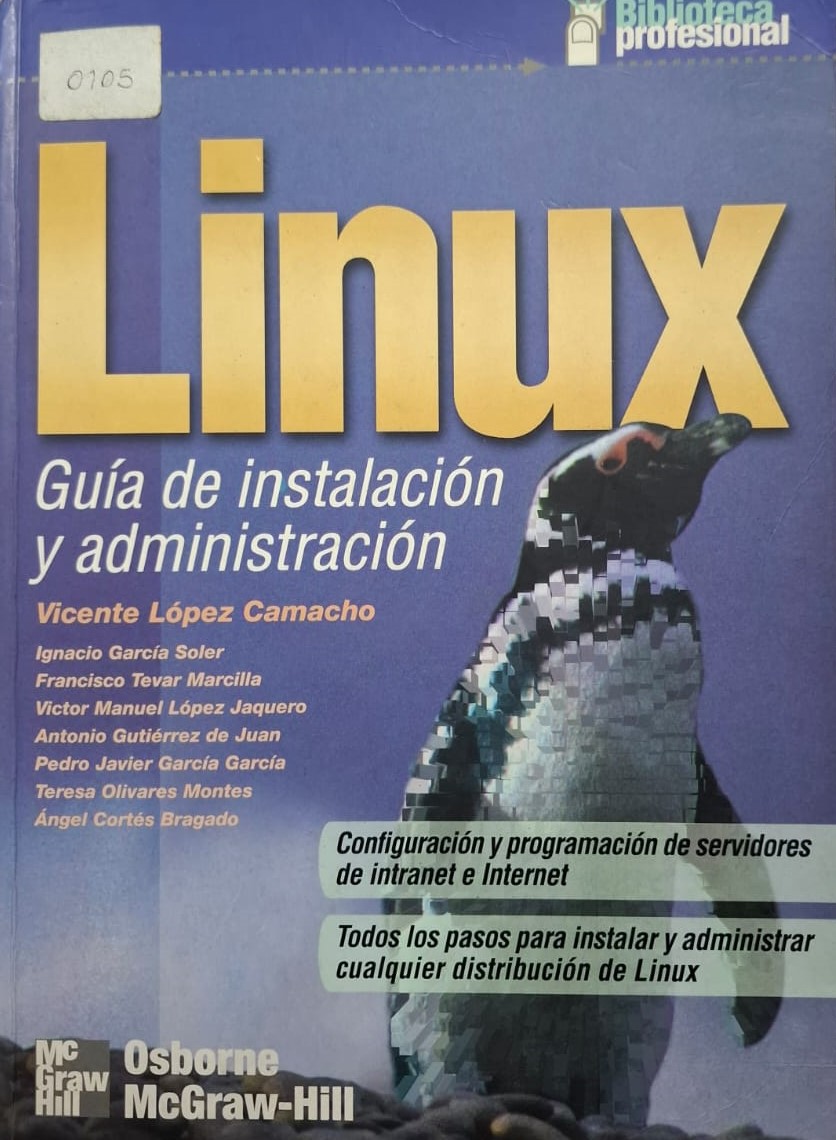 Biblioteca
profesional
0105
Linux
Guía de instalación
y administración
Vicente López Camacho
Ignacio García Soler
Francisco Tevar Marcilla
Victor Manuel López Jaquero
Antonio Gutiérrez de Juan
Pedro Javier García García
Teresa Olivares Montes
Ángel Cortés Bragado
Configuración y programación de servidores
de intranet e Internet
Todos los pasos para instalar y administrar
cualquier distribución de Linux
Mc
Graw
Hill
Osborne
McGraw-Hill